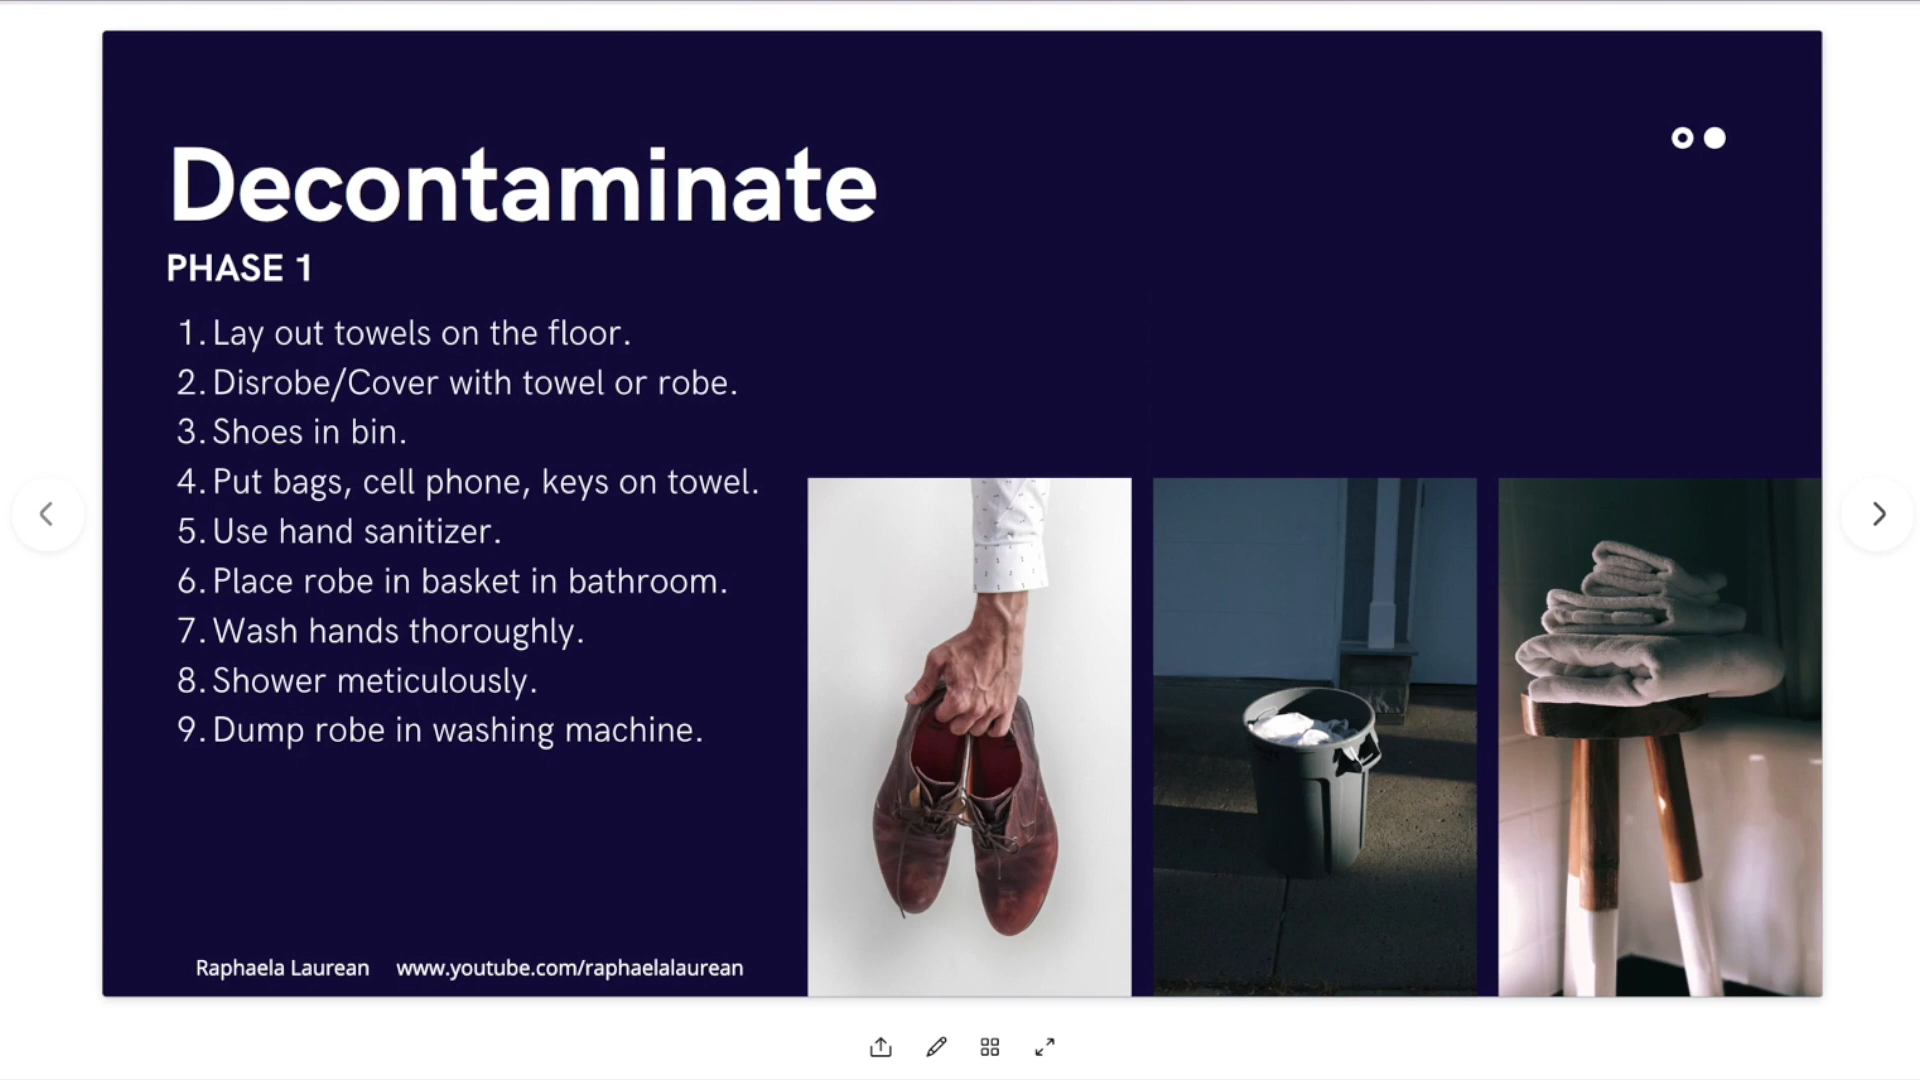 Decontaminate
PHASE 1
1. Lay out towels on the floor.
2. Disrobe/Cover with towel or robe.
3. Shoes in bin.
4. Put bags, cell phone, keys on towel.
5. Use hand sanitizer.
6. Place robe in basket in bathroom.
7. Wash hands thoroughly.
8. Shower meticulously.
9. Dump robe in washing machine.
Raphaela Laurean www.youtube.com/raphaelalaurean